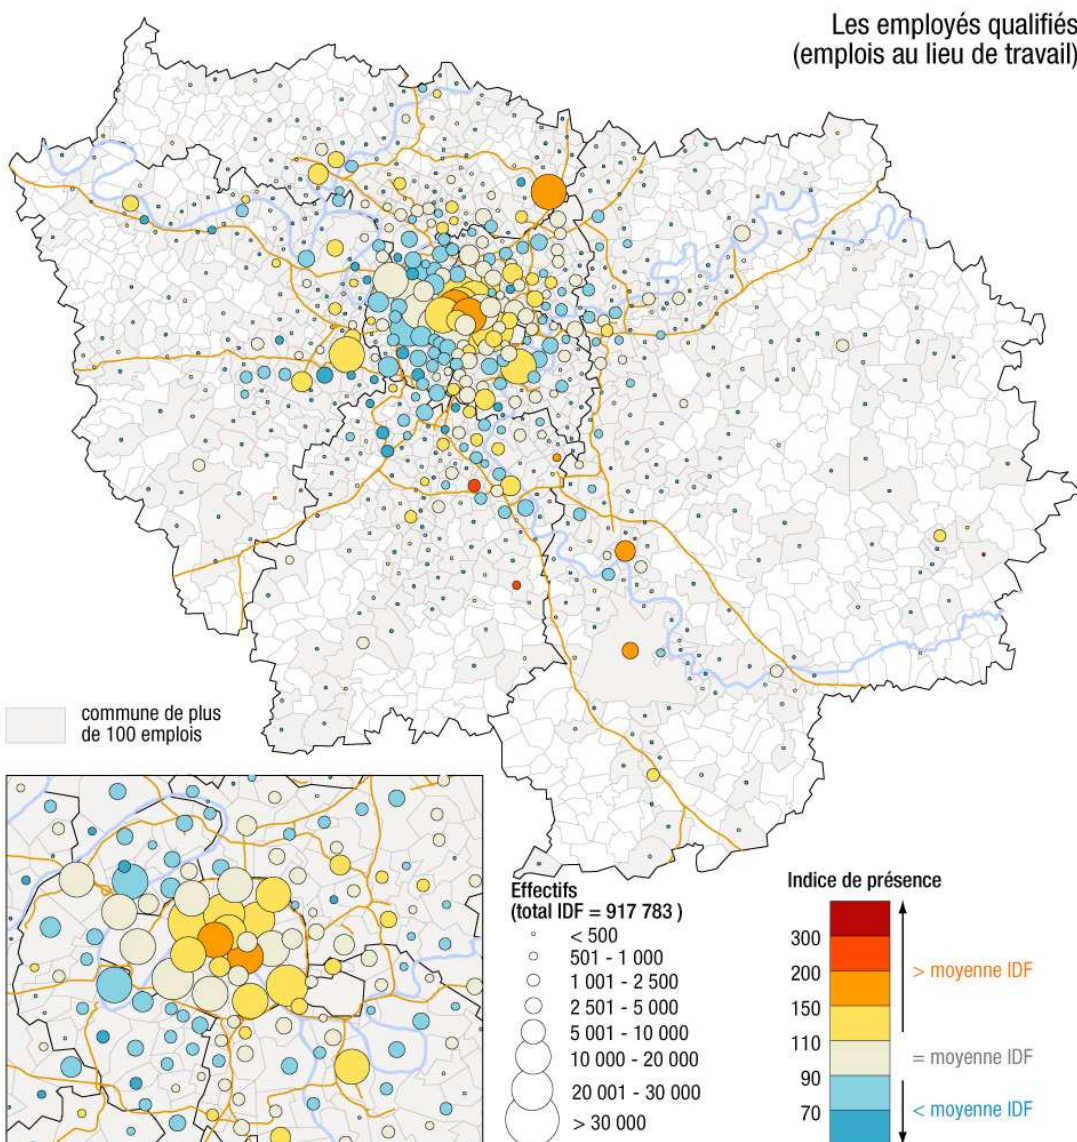 Les employés qualifiés
(emplois au lieu de travail)
commune de plus
de 100 emplois
Effectifs
(total IDF = 917 783 )
< 500
501 - 1 000
1 001 - 2 500
2 501 - 5 000
5 001 - 10 000
10 000 - 20 000
20 001 - 30 000
> 30 000
Indice de présence
300
200
150
110
90
70
> moyenne IDF
= moyenne IDF
< moyenne IDF